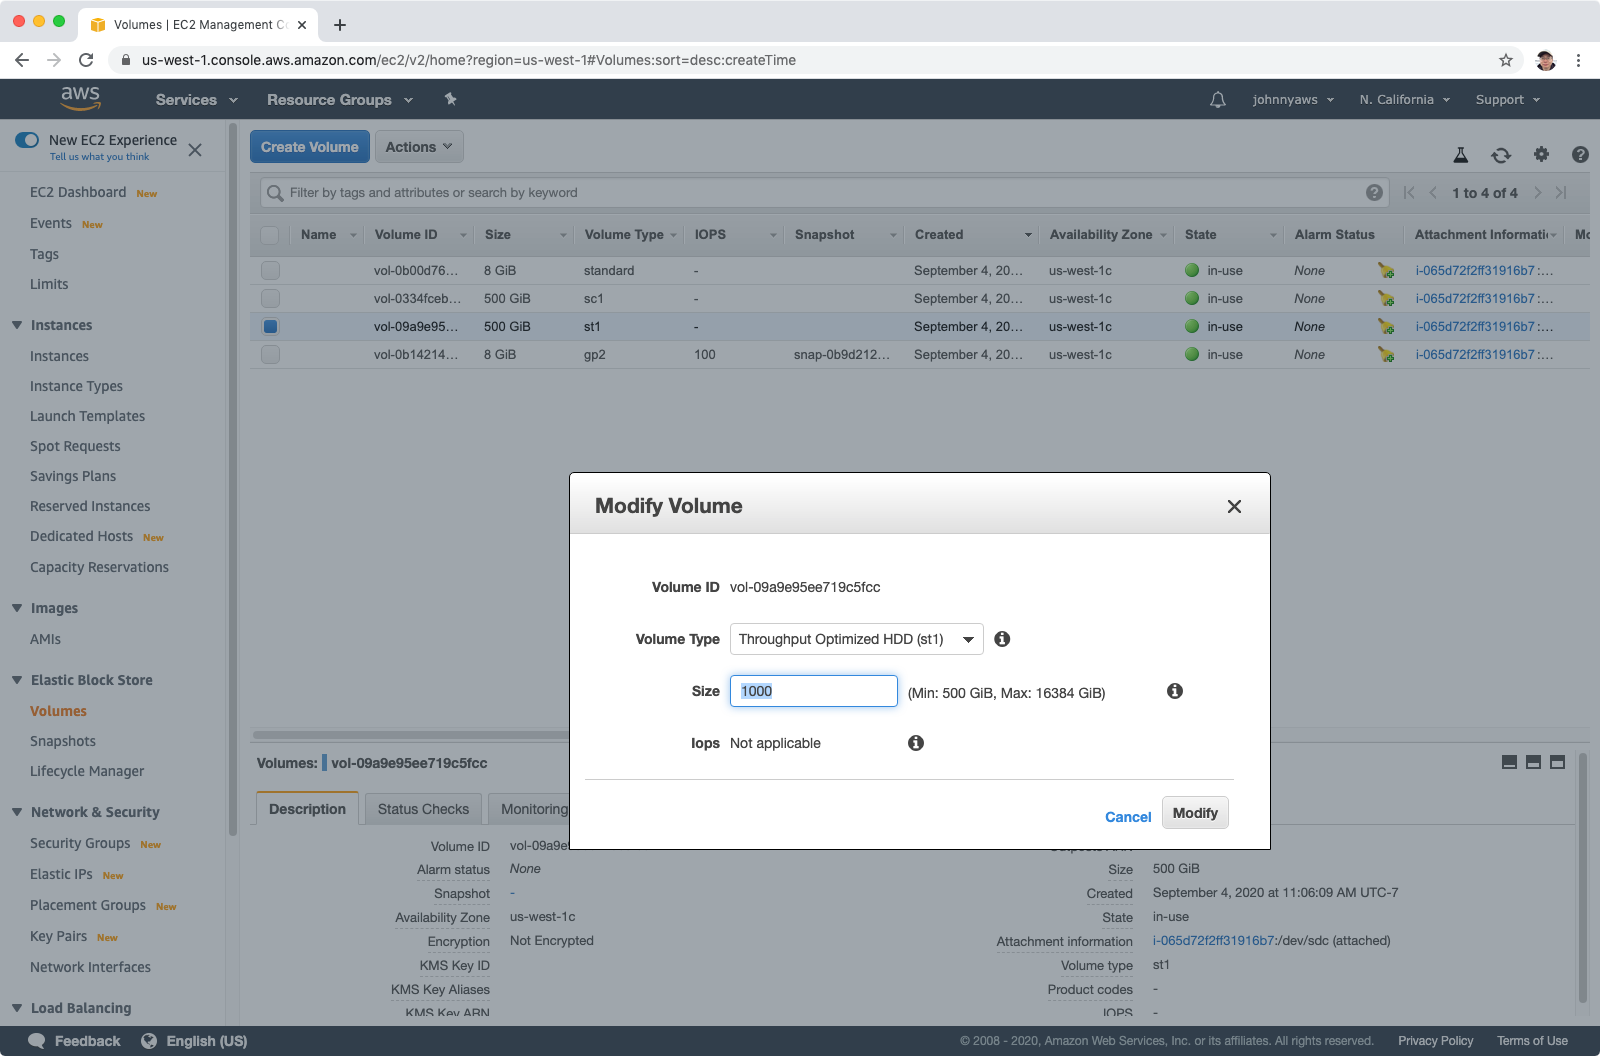 Volumes | EC2 Management Co
us-west-1.console.aws.amazon.com/ec2/v2/home?region=us-west-1#Volumes:sort=desc:createTime
aws Services Resource Groups johnnyaws N. California Support
New EC2 Experience
Tell us what you think
EC2 Dashboard New
Events New
Tags
Limits
Instances
Instances
Instance Types
Launch Templates
Spot Requests
Savings Plans
Reserved Instances
Dedicated Hosts New
Capacity Reservations
Images
AMIs
Elastic Block Store
Volumes
Snapshots
Lifecycle Manager
Network & Security
Security Groups New
Elastic IPs New
Placement Groups New
Key Pairs New
Network Interfaces
Load Balancing
Create Volume Actions
Filter by tags and attributes or search by keyword 1 to 4 of 4
Name Volume ID Size Volume Type IOPS Snapshot Created Availability Zone State Alarm Status Attachment Informati Mo
vol-0b00d76... 8 GiB standard - September 4, 20... us-west-1c in-use None i-065d72f2ff31916b7:...
vol-0334fceb... 500 GiB sc1 - September 4, 20... us-west-1c in-use None i-065d72f2ff31916b7:...
vol-09a9e95... 500 GiB st1 - September 4, 20... us-west-1c in-use None i-065d72f2ff31916b7:...
vol-0b14214... 8 GiB gp2 100 snap-0b9d212... September 4, 20... us-west-1c in-use None i-065d72f2ff31916b7:...
Modify Volume
Volume ID vol-09a9e95ee719c5fcc
Volume Type Throughput Optimized HDD (st1)
Size 1000 (Min: 500 GiB, Max: 16384 GiB)
Iops Not applicable
Cancel Modify
Volumes: vol-09a9e95ee719c5fcc
Description Status Checks Monitoring
Volume ID vol-09a9e
Alarm status None
Snapshot -
Availability Zone us-west-1c
Encryption Not Encrypted
KMS Key ID
KMS Key Aliases
KMS Key ARN
Size 500 GiB
Created September 4, 2020 at 11:06:09 AM UTC-7
State in-use
Attachment information i-065d72f2ff31916b7:/dev/sdc (attached)
Volume type st1
Product codes -
IOPS -
Feedback English (US) © 2008 - 2020, Amazon Web Services, Inc. or its affiliates. All rights reserved. Privacy Policy Terms of Use